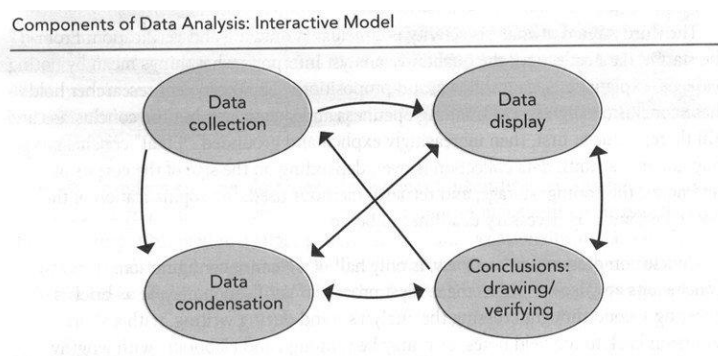 Components of Data Analysis: Interactive Model
Data
collection
Data
display
Data
condensation
Conclusions:
drawing/
verifying